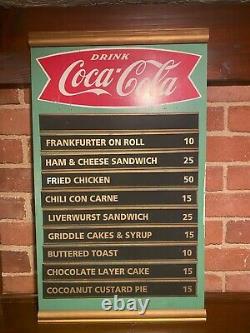 DRINK
Coca-Cola
FRANKFURTER ON ROLL 10
HAM & CHEESE SANDWICH 25
FRIED CHICKEN 50
CHILI CON CARNE 15
LIVERWURST SANDWICH 25
GRIDDLE CAKES & SYRUP 15
BUTTERED TOAST 10
CHOCOLATE LAYER CAKE 15
COCOANUT CUSTARD PIE 15